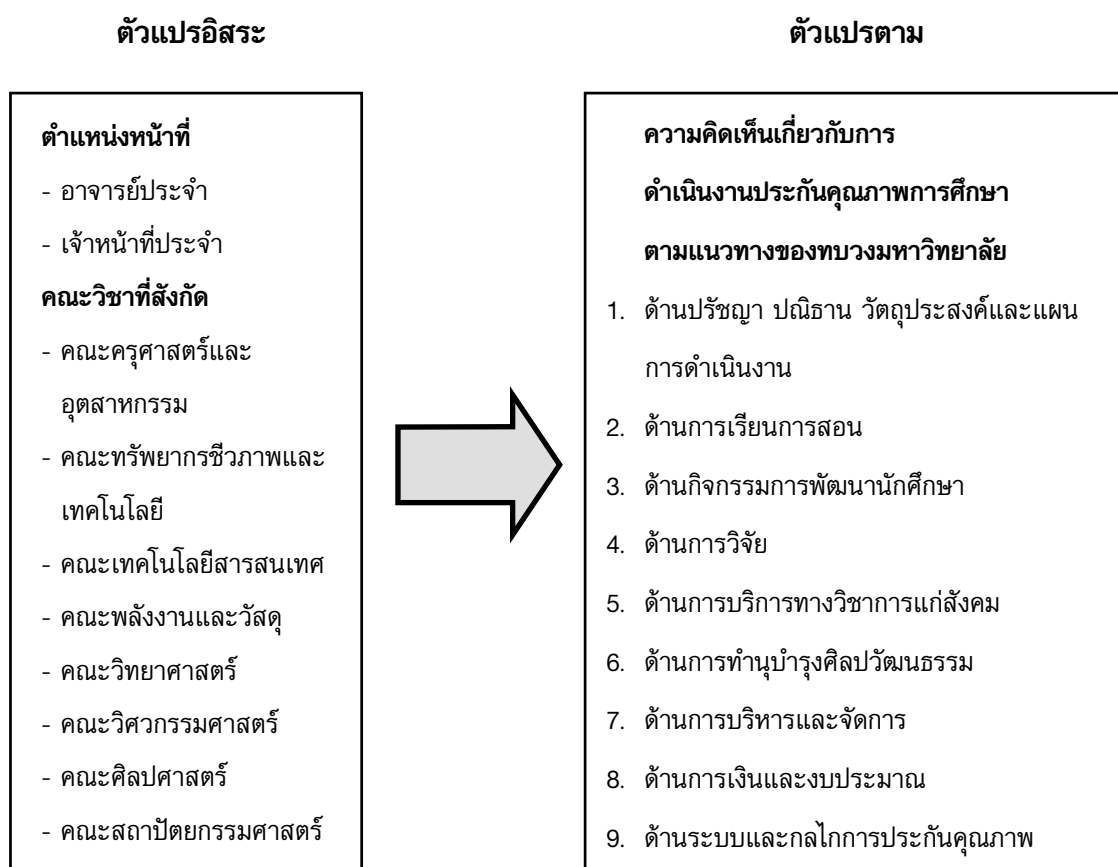 ตัวแปรอิสระ
ตำแหน่งหน้าที่
- อาจารย์ประจำ
- เจ้าหน้าที่ประจำ
คณะวิชาที่สังกัด
- คณะครุศาสตร์และ
อุตสาหกรรม
- คณะทรัพยากรชีวภาพและ
เทคโนโลยี
- คณะเทคโนโลยีสารสนเทศ
- คณะพลังงานและวัสดุ
- คณะวิทยาศาสตร์
- คณะวิศวกรรมศาสตร์
- คณะศิลปศาสตร์
- คณะสถาปัตยกรรมศาสตร์
ตัวแปรตาม
ความคิดเห็นเกี่ยวกับการ
ดำเนินงานประกันคุณภาพการศึกษา
ตามแนวทางของทบวงมหาวิทยาลัย
1. ด้านปรัชญา ปณิธาน วัตถุประสงค์และแผน
การดำเนินงาน
2. ด้านการเรียนการสอน
3. ด้านกิจกรรมการพัฒนานักศึกษา
4. ด้านการวิจัย
5. ด้านการบริการทางวิชาการแก่สังคม
6. ด้านการทำนุบำรุงศิลปวัฒนธรรม
7. ด้านการบริหารและจัดการ
8. ด้านการเงินและงบประมาณ
9. ด้านระบบและกลไกการประกันคุณภาพ